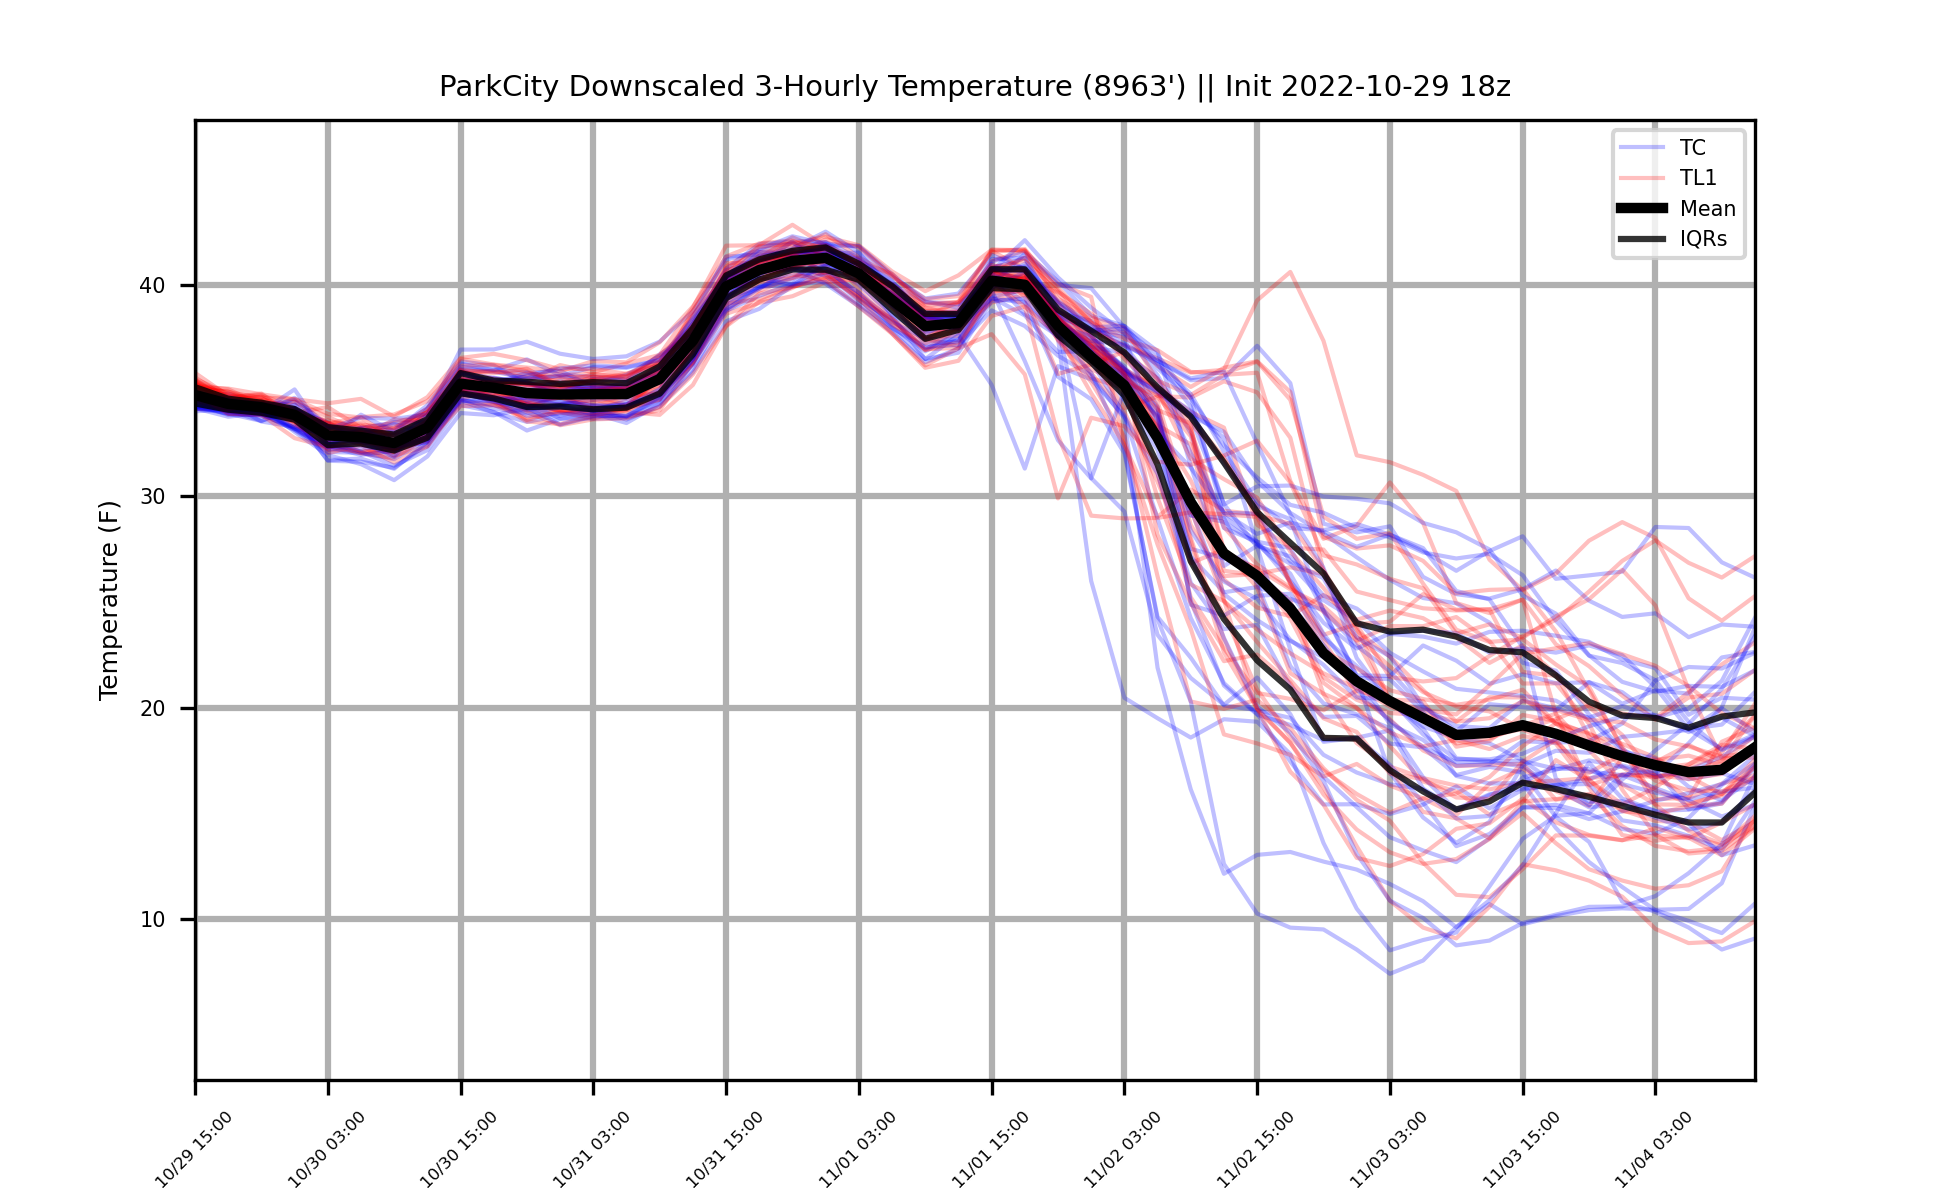 ParkCity Downscaled 3-Hourly Temperature (8963') || Init 2022-10-29 18z
TC
TL1
Mean
IQRs
Temperature (F)
40
30
20
10
10/29 15:00
10/30 03:00
10/30 15:00
10/31 03:00
10/31 15:00
11/01 03:00
11/01 15:00
11/02 03:00
11/02 15:00
11/03 03:00
11/03 15:00
11/04 03:00